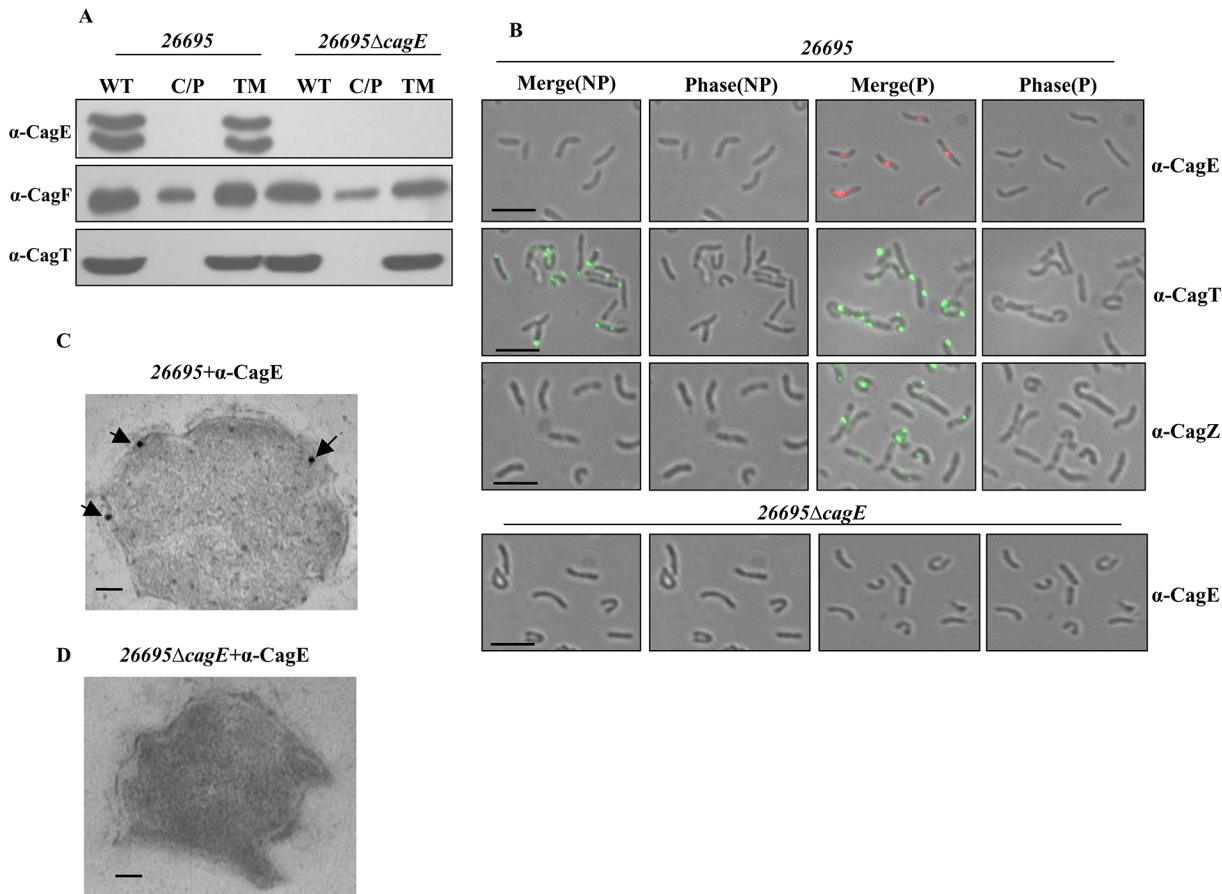 A
26695 26695ΔcagE
WT C/P TM WT C/P TM
α-CagE
α-CagF
α-CagT
B
26695
Merge(NP) Phase(NP) Merge(P) Phase(P)
α-CagE
α-CagT
α-CagZ
26695ΔcagE
α-CagE
C
26695+α-CagE
D 26695ΔcagE+α-CagE